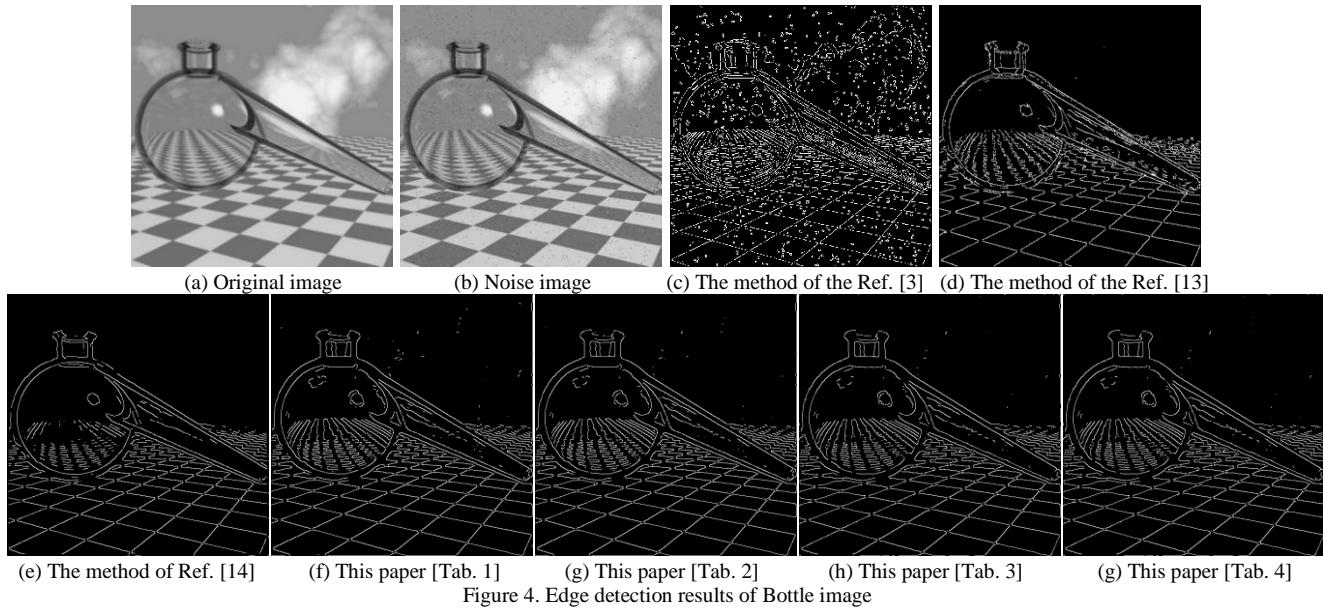 (a) Original image (b) Noise image (c) The method of the Ref. [3] (d) The method of the Ref. [13]
(e) The method of Ref. [14] (f) This paper [Tab. 1] (g) This paper [Tab. 2] (h) This paper [Tab. 3] (g) This paper [Tab. 4]
Figure 4. Edge detection results of Bottle image